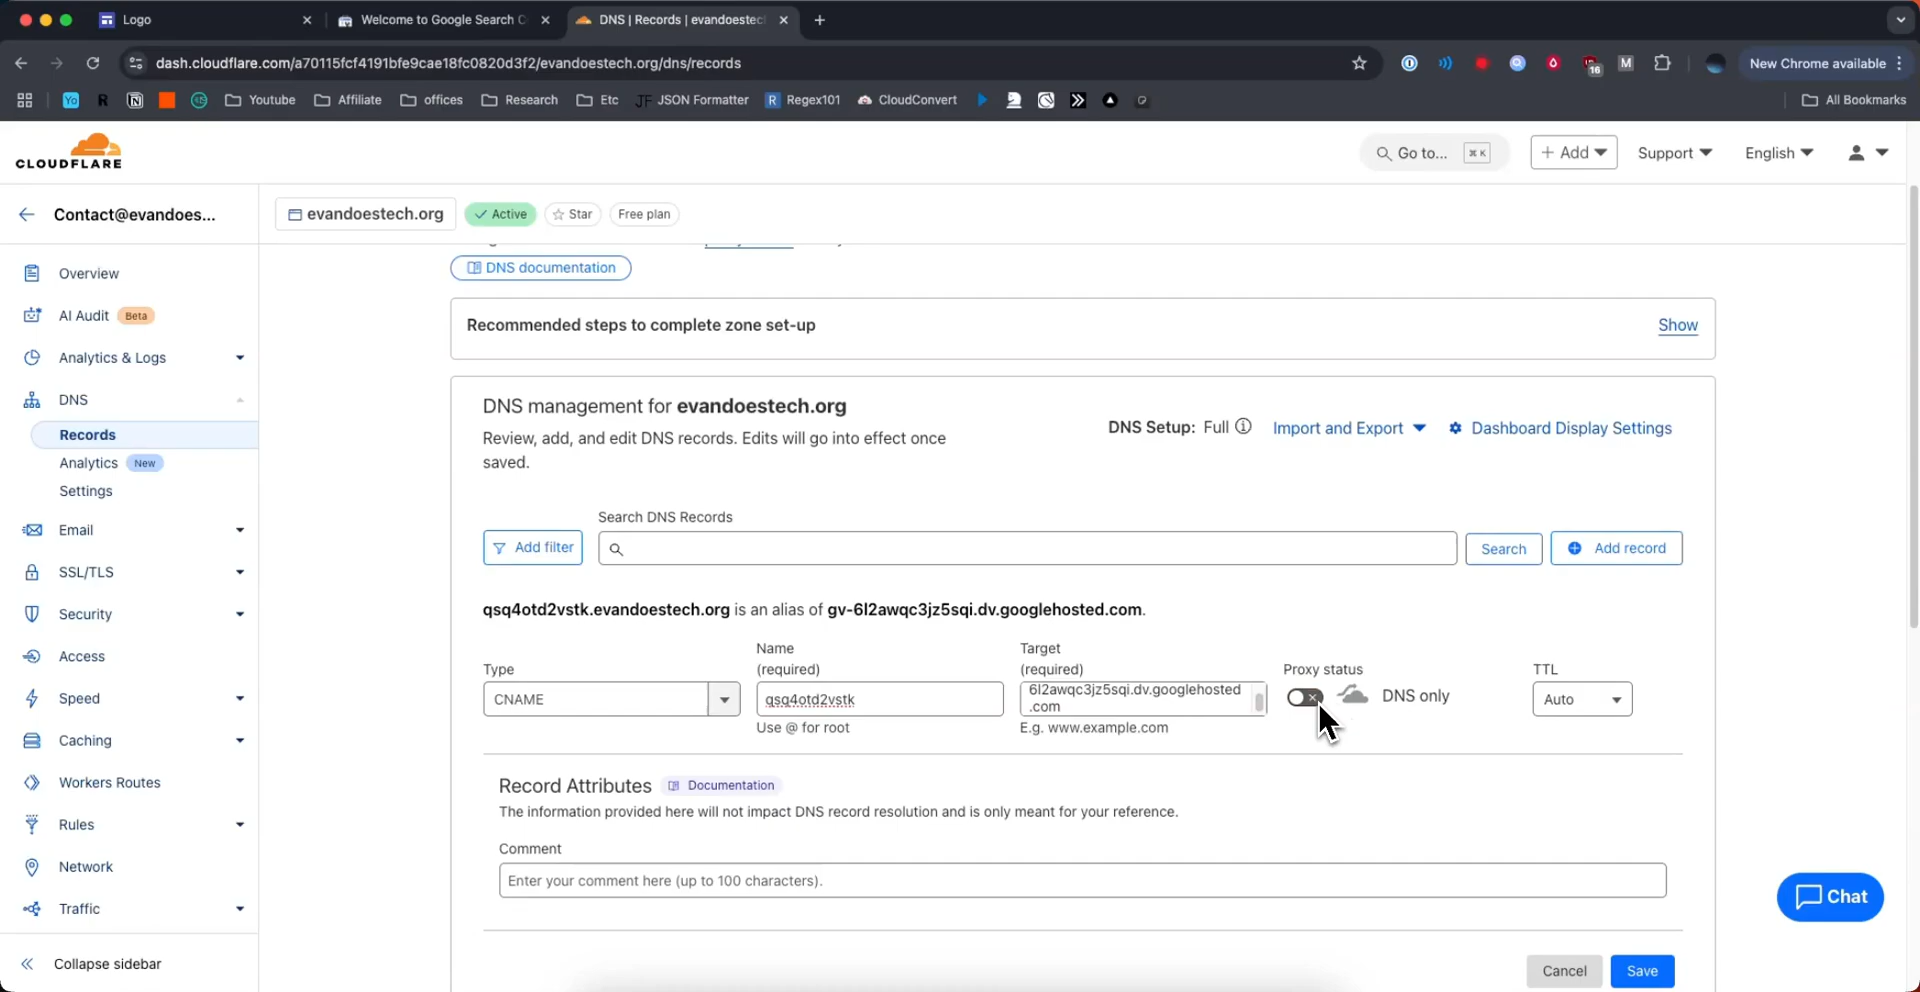 Logo
Welcome to Google Search C
DNS | Records | evandoestec
dash.cloudflare.com/a70115fcf4191bfe9cae18fc0820d3f2/evandoestech.org/dns/records
16
M
New Chrome available
Yo
R
Youtube
Affiliate
offices
Research
Etc
JF JSON Formatter
R Regex101
CloudConvert
All Bookmarks
CLOUDFLARE
Go to...
⌘ K
+ Add
Support
English
Contact@evandoes...
evandoestech.org
Active
Star
Free plan
Overview
AI Audit Beta
Analytics & Logs
DNS
Records
Analytics New
Settings
Email
SSL/TLS
Security
Access
Speed
Caching
Workers Routes
Rules
Network
Traffic
Collapse sidebar
DNS documentation
Recommended steps to complete zone set-up
Show
DNS management for evandoestech.org
Review, add, and edit DNS records. Edits will go into effect once
saved.
DNS Setup: Full
Import and Export
Dashboard Display Settings
Search DNS Records
Add filter
Search
Add record
qsq4otd2vstk.evandoestech.org is an alias of gv-6l2awqc3jz5sqi.dv.googlehosted.com.
Type
CNAME
Name
(required)
qsq4otd2vstk
Use @ for root
Target
(required)
6l2awqc3jz5sqi.dv.googlehosted
.com
E.g. www.example.com
Proxy status
DNS only
TTL
Auto
Record Attributes
Documentation
The information provided here will not impact DNS record resolution and is only meant for your reference.
Comment
Enter your comment here (up to 100 characters).
Cancel
Save
Chat